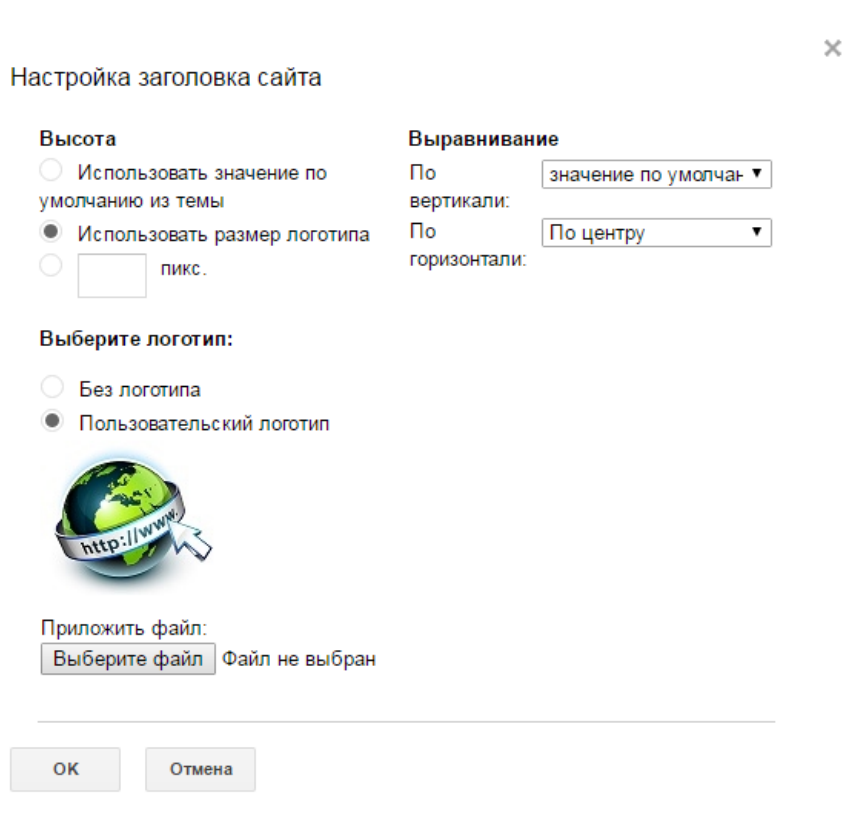 Настройка заголовка сайта
Высота
Использовать значение по
умолчанию из темы
Использовать размер логотипа
пикс.
Выравнивание
По
вертикали:
значение по умолчан
По
горизонтали:
По центру
Выберите логотип:
Без логотипа
Пользовательский логотип
http://www.
Приложить файл:
Выберите файл Файл не выбран
ОК Отмена